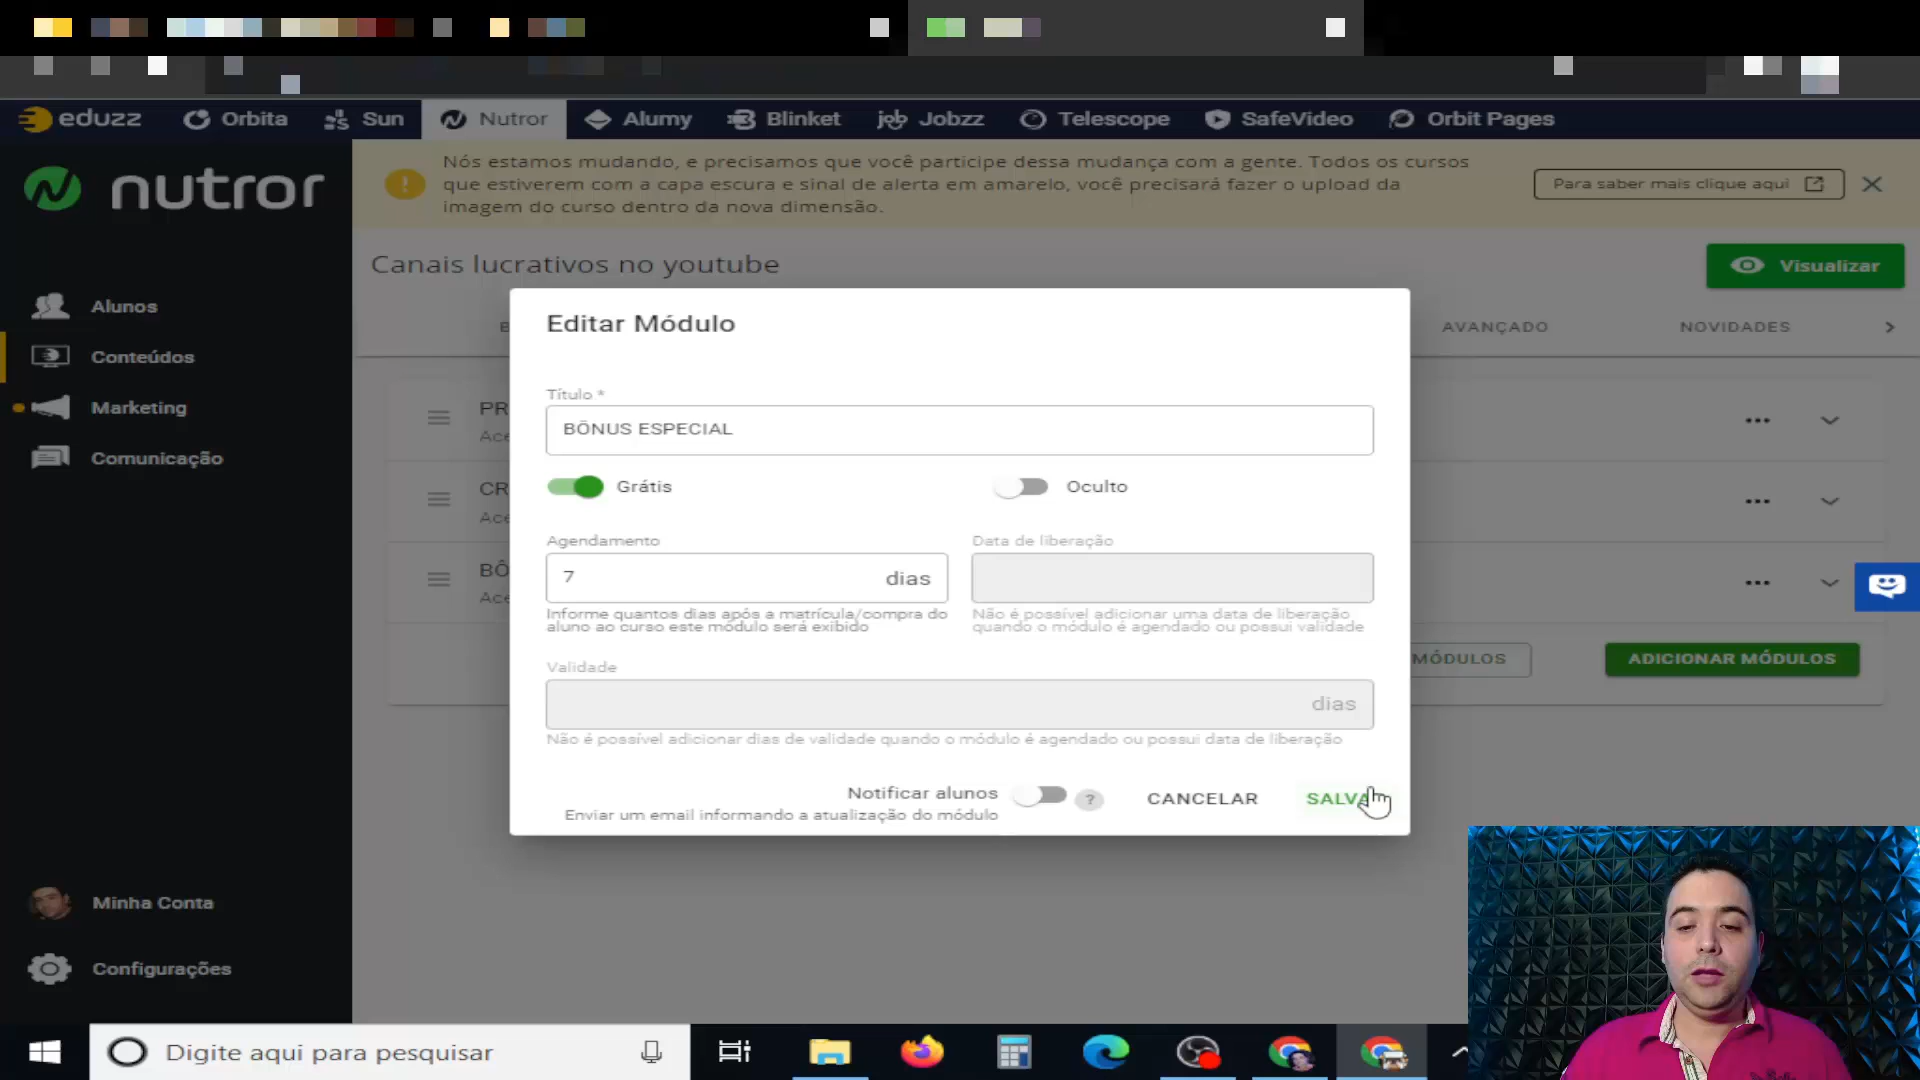 eduzz Orbita Sun Nutror Alumy Blinket Jobzz Telescope SafeVideo Orbit Pages
nutror
Nós estamos mudando, e precisamos que você participe dessa mudança com a gente. Todos os cursos
que estiverem com a capa escura e sinal de alerta em amarelo, você precisará fazer o upload da
imagem do curso dentro da nova dimensão.
Para saber mais clique aqui
Canais lucrativos no youtube
Visualizar
AVANÇADO NOVIDADES
Alunos
Conteúdos
Marketing
Comunicação
Minha Conta
Configurações
PR
Ace
CR
Ace
BÔ
Ace
MÓDULOS
ADICIONAR MÓDULOS
Editar Módulo
Título *
BÔNUS ESPECIAL
Grátis Oculto
Agendamento Data de liberação
7 dias
Informe quantos dias após a matrícula/compra do
aluno ao curso este módulo será exibido
Não é possível adicionar uma data de liberação
quando o módulo é agendado ou possui validade
Validade
dias
Não é possível adicionar dias de validade quando o módulo é agendado ou possui data de liberação
Notificar alunos ? CANCELAR SALVA
Enviar um email informando a atualização do módulo
Digite aqui para pesquisar